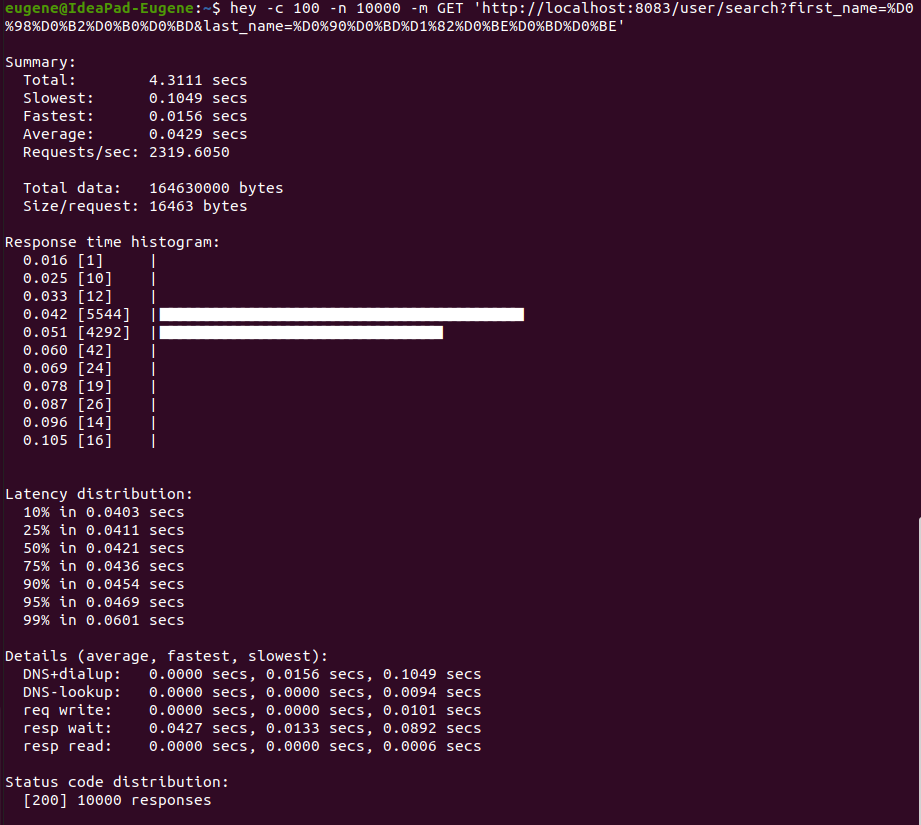 eugene@IdeaPad-Eugene:~$ hey -c 100 -n 10000 -m GET 'http://localhost:8083/user/search?first_name=%D0
%98%D0%B2%D0%B0%D0%BD&last_name=%D0%90%D0%BD%D1%82%D0%BE%D0%BD%D0%BE'
Summary:
  Total:        4.3111 secs
  Slowest:      0.1049 secs
  Fastest:      0.0156 secs
  Average:      0.0429 secs
  Requests/sec: 2319.6050
  Total data:   164630000 bytes
  Size/request: 16463 bytes
Response time histogram:
  0.016 [1]     |
  0.025 [10]    |
  0.033 [12]    |
  0.042 [5544]  |■■■■■■■■■■■■■■■■■■■■■■■■■■■■■■■■■■■■■■■■
  0.051 [4292]  |■■■■■■■■■■■■■■■■■■■■■■■■■■■■■■■
  0.060 [42]    |
  0.069 [24]    |
  0.078 [19]    |
  0.087 [26]    |
  0.096 [14]    |
  0.105 [16]    |
Latency distribution:
  10% in 0.0403 secs
  25% in 0.0411 secs
  50% in 0.0421 secs
  75% in 0.0436 secs
  90% in 0.0454 secs
  95% in 0.0469 secs
  99% in 0.0601 secs
Details (average, fastest, slowest):
  DNS+dialup:   0.0000 secs, 0.0156 secs, 0.1049 secs
  DNS-lookup:   0.0000 secs, 0.0000 secs, 0.0094 secs
  req write:    0.0000 secs, 0.0000 secs, 0.0101 secs
  resp wait:    0.0427 secs, 0.0133 secs, 0.0892 secs
  resp read:    0.0000 secs, 0.0000 secs, 0.0006 secs
Status code distribution:
  [200] 10000 responses